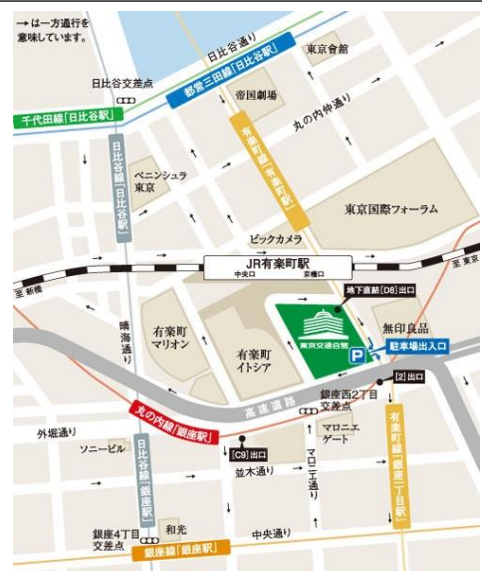 →は一方通行を
意味しています。
日比谷通り
東京會館
日比谷交差点
都営三田線「日比谷駅」
帝国劇場
千代田線「日比谷駅」
丸の内仲通り
日比谷線「日比谷駅」
有楽町線「有楽町駅」
ペニンシュラ
東京
東京国際フォーラム
ビックカメラ
JR有楽町駅
中央口
京橋口
至 東京
至 新橋
地下直結[D8]出口
晴海通り
有楽町
マリオン
有楽町
イトシア
東京交通会館
無印良品
P
駐車場出入口
[2]出口
高速道路
銀座西2丁目
交差点
丸の内線「銀座駅」
外堀通り
マロニエ
ゲート
有楽町線「銀座一丁目駅」
ソニービル
日比谷線「銀座駅」
[C9]出口
並木通り
マロニエ通り
銀座4丁目
交差点
和光
中央通り
銀座線「銀座駅」